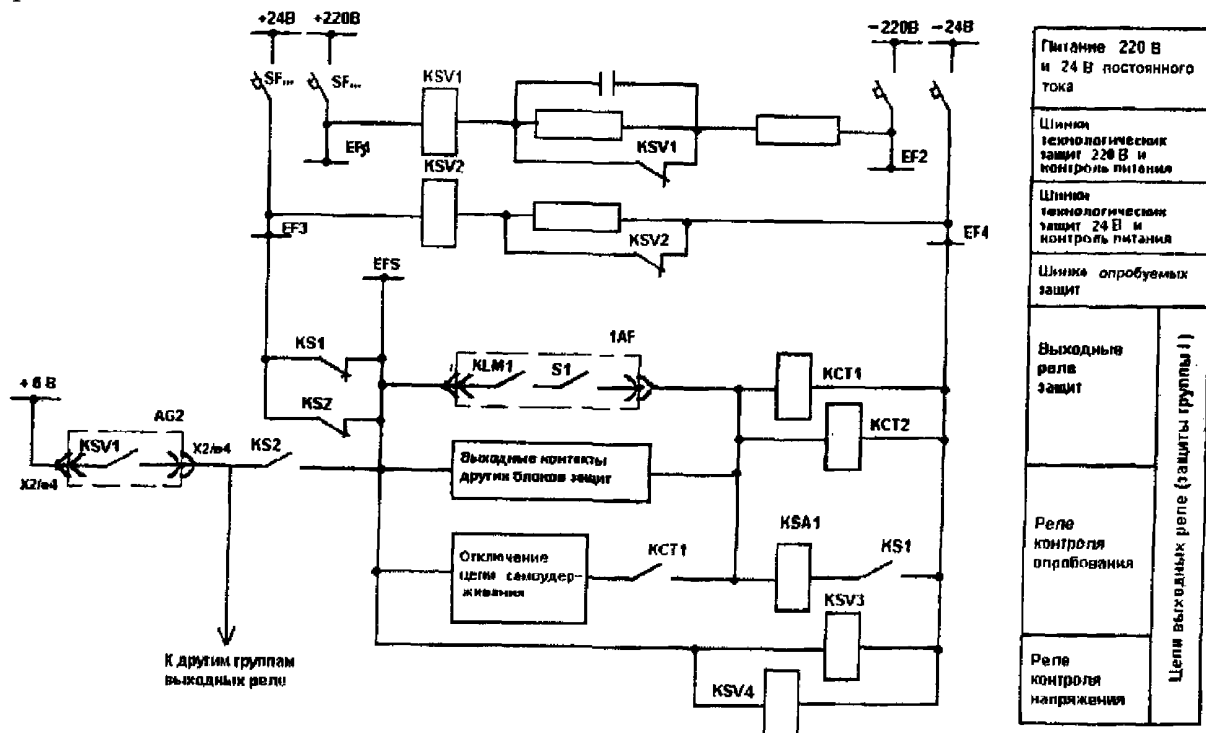 +24В
+220В
−220В
−24В
SF...
SF...
KSV1
KSV1
EF1
EF2
KSV2
KSV2
EF3
EF4
EFS
KS1
KS2
1AF
KLM1
S1
KCT1
KCT2
+6 В
AG2
KSV1
X2/в4
X2/в4
KS2
Выходные контакты
других блоков защит
Отключение
цепи самоудер-
живания
KCT1
KSA1
KS1
KSV3
KSV4
К другим группам
выходных реле
Питание 220 В
и 24 В постоянного
тока
Шинки
технологических
защит 220 В и
контроль питания
Шинки
технологических
защит 24 В и
контроль питания
Шинка опробуемых
защит
Выходные
реле
защит
Реле
контроля
опробования
Реле
контроля
напряжения
Цепи выходных реле (защиты группы I)